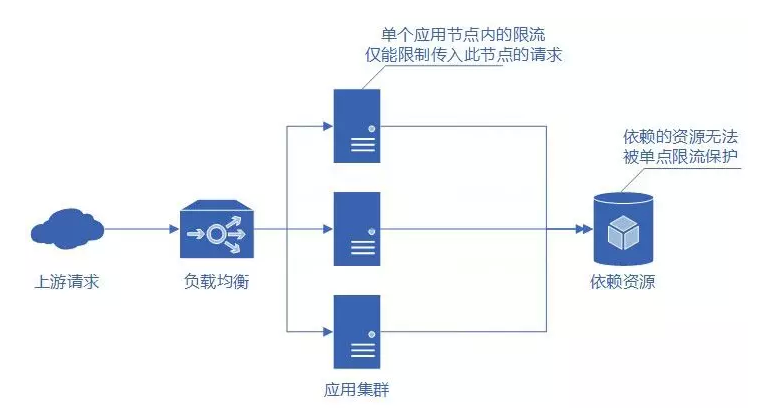 单个应用节点内的限流
仅能限制传入此节点的请求
依赖的资源无法
被单点限流保护
上游请求
负载均衡
依赖资源
应用集群